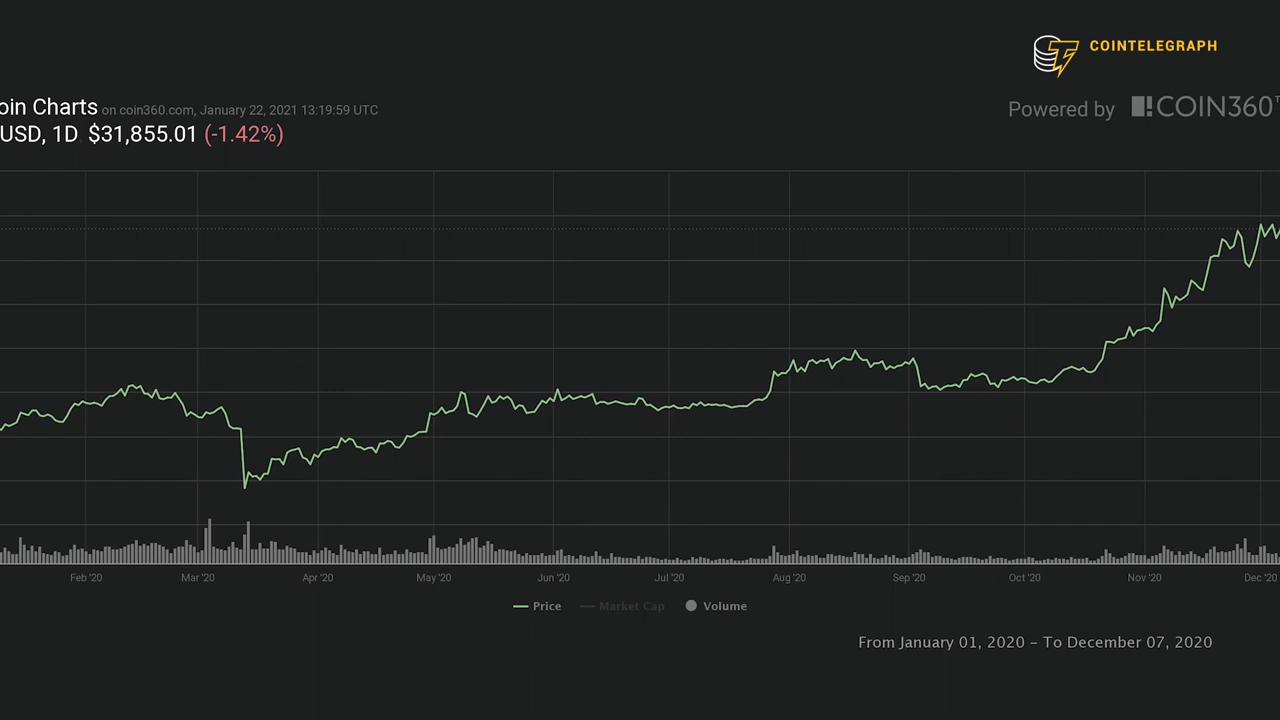 COINTELEGRAPH
oin Charts on coin360.com, January 22, 2021 13:19:59 UTC
Powered by COIN360
USD, 1D $31,855.01 (-1.42%)
Feb '20 Mar '20 Apr '20 May '20 Jun '20 Jul '20 Aug '20 Sep '20 Oct '20 Nov '20 Dec '20
Price Market Cap Volume
From January 01, 2020 – To December 07, 2020